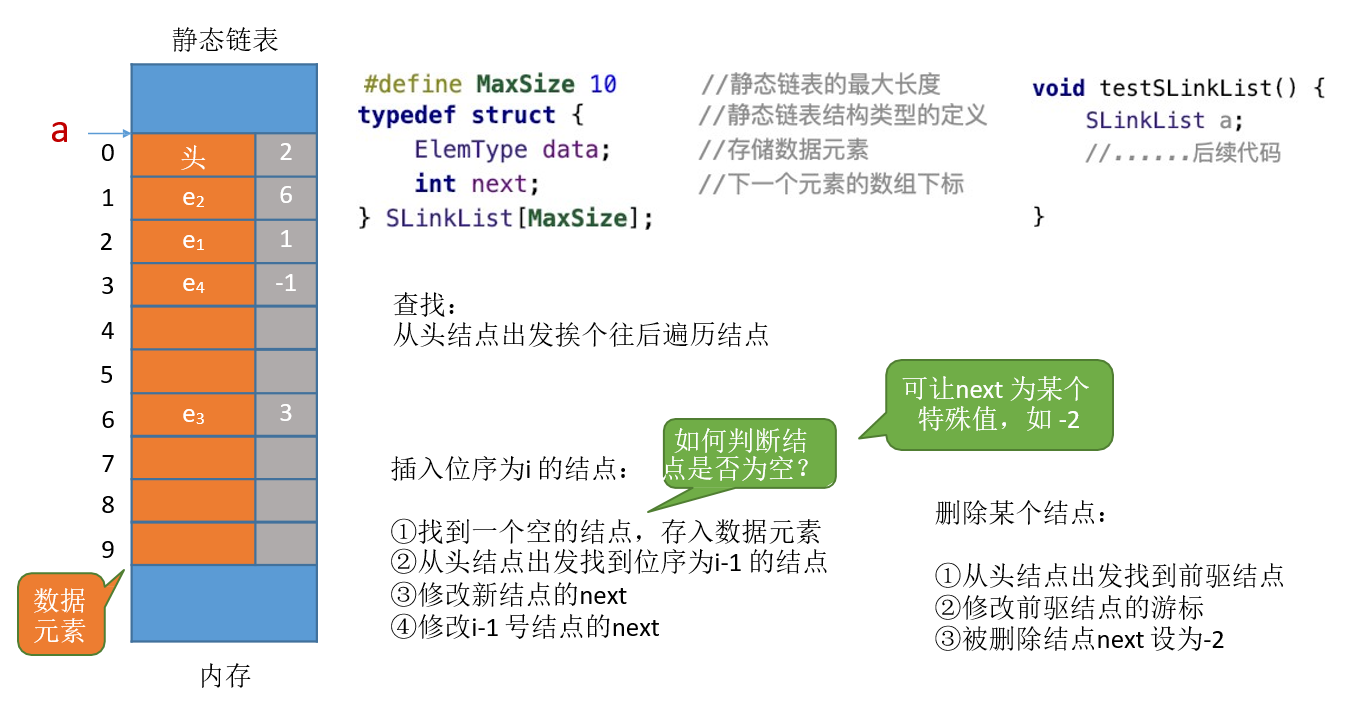 静态链表
a
0 头 2
1 e₂ 6
2 e₁ 1
3 e₄ -1
4
5
6 e₃ 3
7
8
9
数据
元素
内存
#define MaxSize 10 //静态链表的最大长度
typedef struct { //静态链表结构类型的定义
ElemType data; //存储数据元素
int next; //下一个元素的数组下标
} SLinkList[MaxSize];
void testSLinkList() {
SLinkList a;
//......后续代码
}
查找：
从头结点出发挨个往后遍历结点
插入位序为i 的结点：
如何判断结
点是否为空？
可让next 为某个
特殊值，如 -2
①找到一个空的结点，存入数据元素
②从头结点出发找到位序为i-1 的结点
③修改新结点的next
④修改i-1 号结点的next
删除某个结点：
①从头结点出发找到前驱结点
②修改前驱结点的游标
③被删除结点next 设为-2